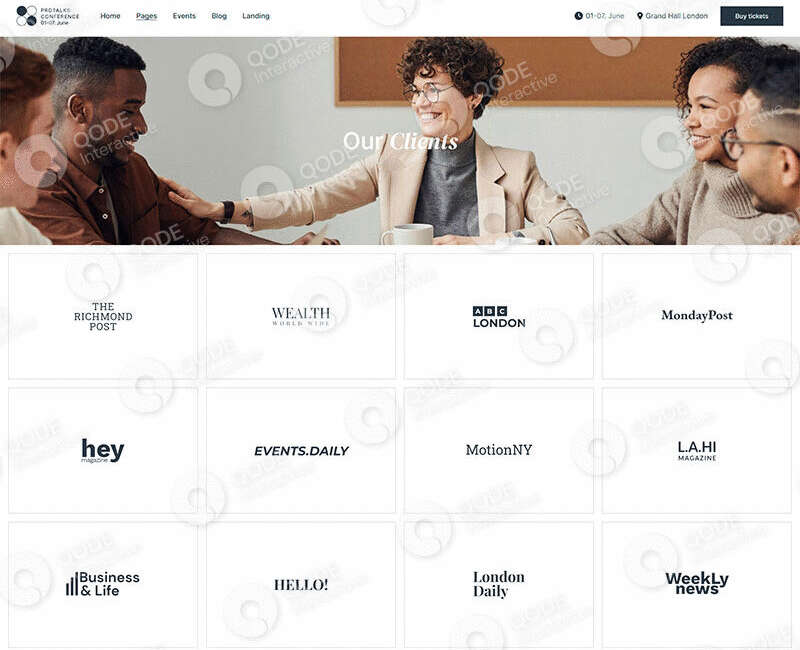 PROTALKS
CONFERENCE
01-07. June
Home
Pages
Events
Blog
Landing
01-07. June
Grand Hall London
Buy tickets
Our Clients
THE
RICHMOND
POST
WEALTH
WORLD WIDE
ABC
LONDON
MondayPost
hey
magazine
EVENTS.DAILY
MotionNY
L.A.HI
MAGAZINE
Business
& Life
HELLO!
London
Daily
WeekLy
news
QODE
Interactive